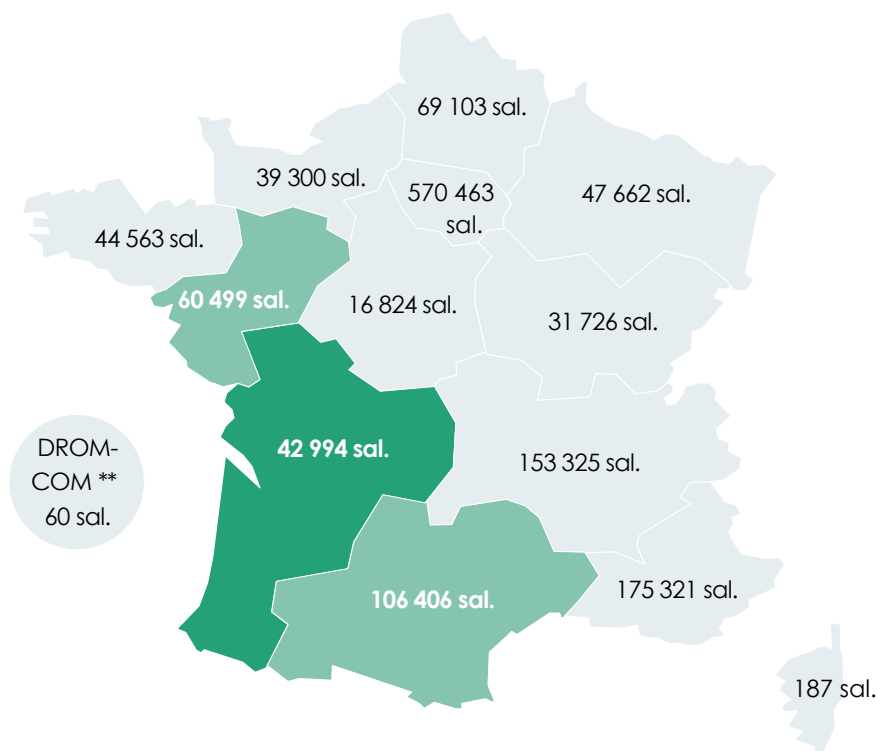 69 103 sal.
39 300 sal.
570 463
sal.
47 662 sal.
44 563 sal.
60 499 sal.
16 824 sal.
31 726 sal.
DROM-
COM **
60 sal.
42 994 sal.
153 325 sal.
106 406 sal.
175 321 sal.
187 sal.